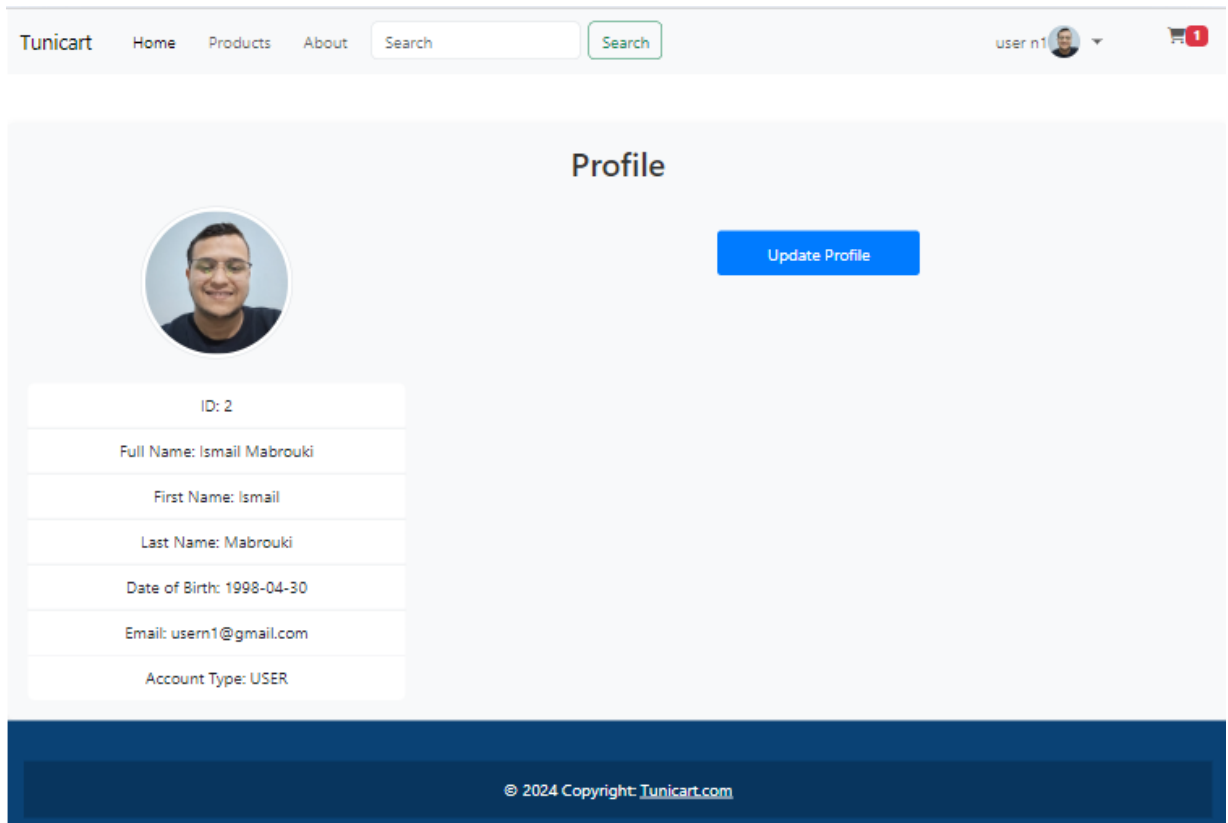 Tunicart Home Products About Search Search user n1 1
Profile
Update Profile
ID: 2
Full Name: Ismail Mabrouki
First Name: Ismail
Last Name: Mabrouki
Date of Birth: 1998-04-30
Email: usern1@gmail.com
Account Type: USER
© 2024 Copyright: Tunicart.com